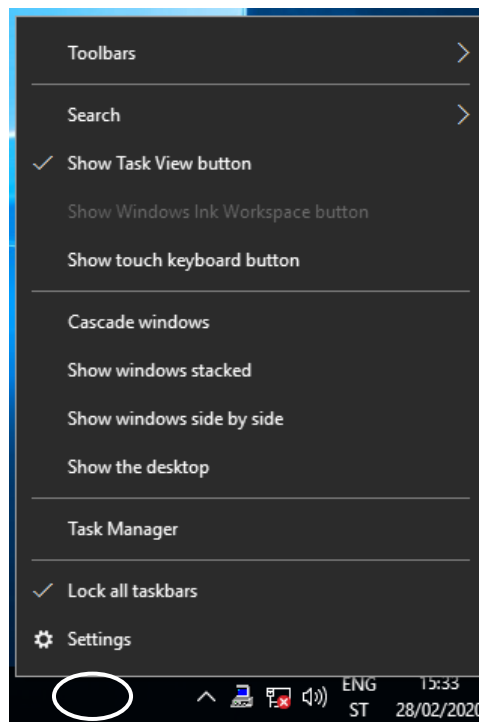 Toolbars
Search
Show Task View button
Show Windows Ink Workspace button
Show touch keyboard button
Cascade windows
Show windows stacked
Show windows side by side
Show the desktop
Task Manager
Lock all taskbars
Settings
ENG 15:33
ST 28/02/2020